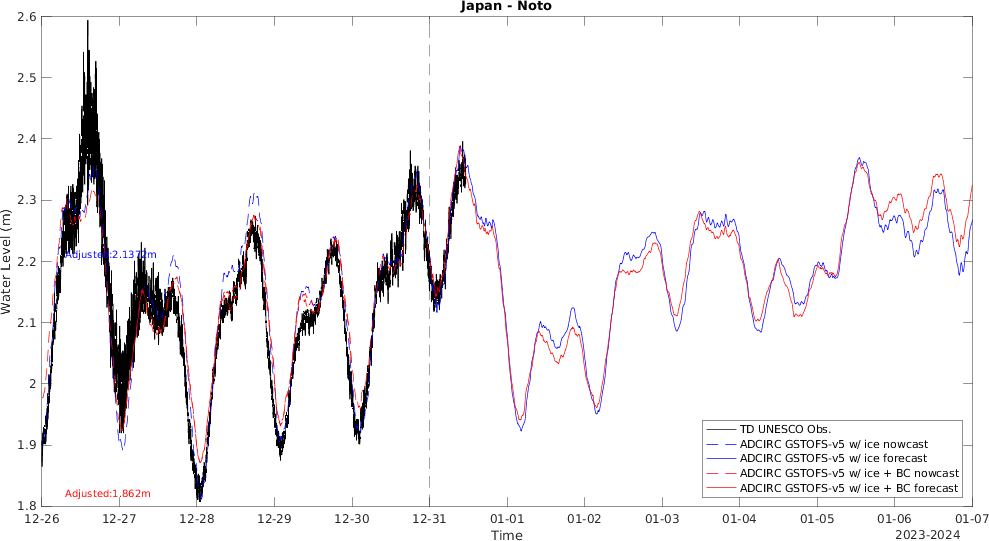 Japan - Noto
Water Level (m)
2.6
2.5
2.4
2.3
2.2
2.1
2
1.9
1.8
Adjusted:2.1372m
Adjusted:1.862m
TD UNESCO Obs.
ADCIRC GSTOFS-v5 w/ ice nowcast
ADCIRC GSTOFS-v5 w/ ice forecast
ADCIRC GSTOFS-v5 w/ ice + BC nowcast
ADCIRC GSTOFS-v5 w/ ice + BC forecast
12-26 12-27 12-28 12-29 12-30 12-31 01-01 01-02 01-03 01-04 01-05 01-06 01-07
Time
2023-2024